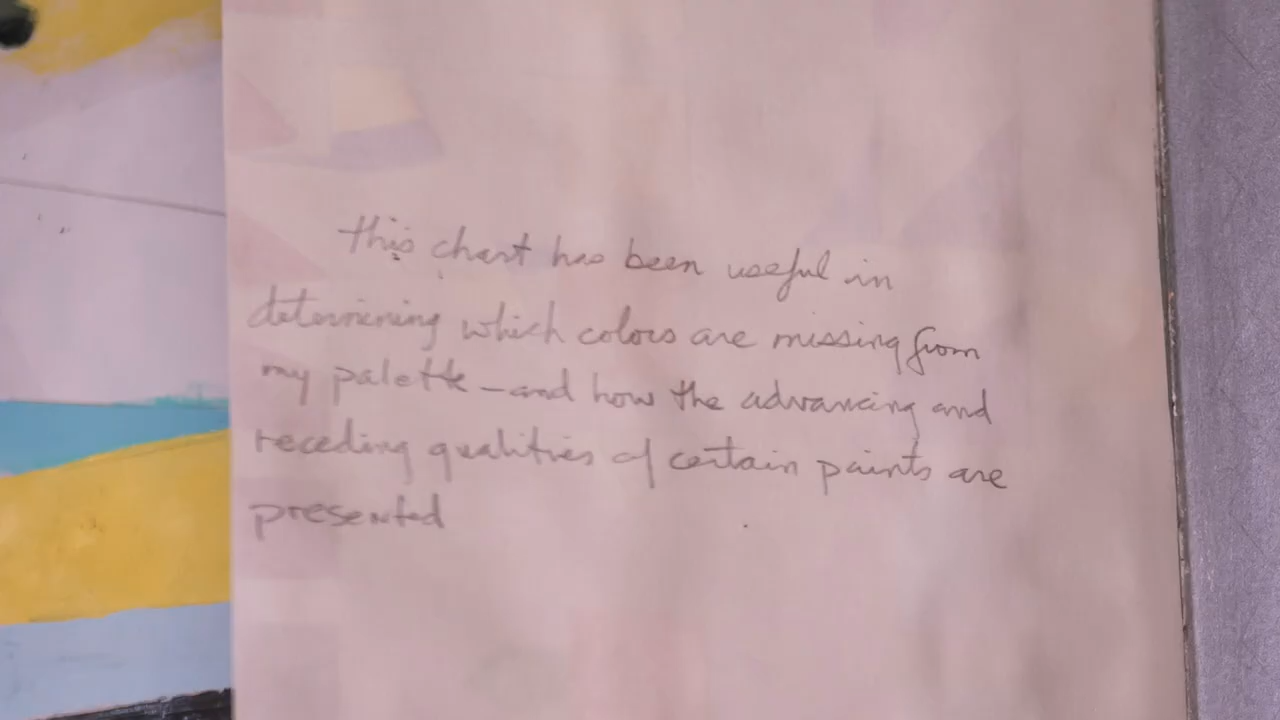 this chart has been useful in
determining which colors are missing from
my palette – and how the advancing and
receding qualities of certain paints are
presented